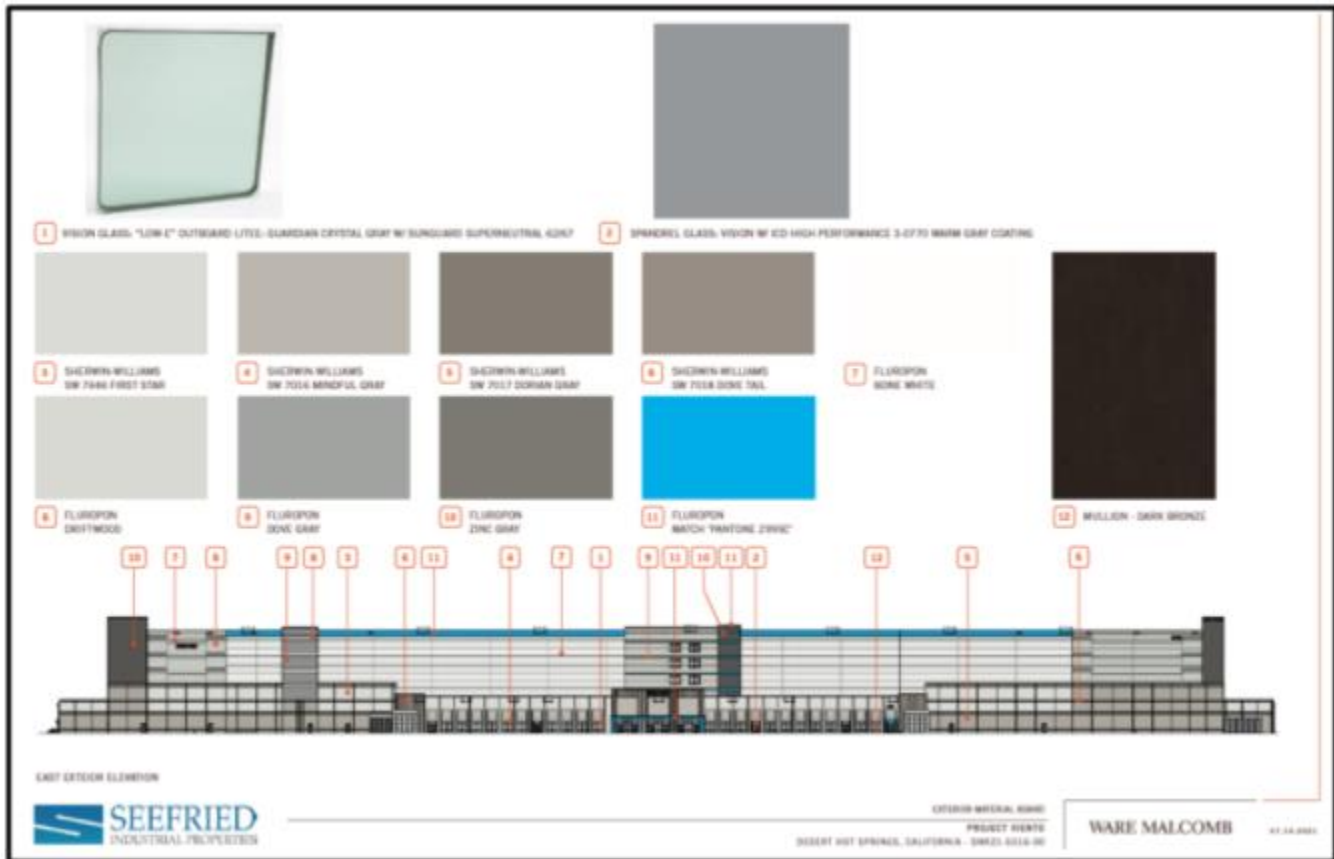 1 VISION GLASS: "LOW-E" OUTBOARD LITES: GUARDIAN CRYSTAL GRAY W/ SUNGUARD SUPERNEUTRAL 62/67
2 SPANDREL GLASS: VISION W/ ICD HIGH PERFORMANCE 3-0770 WARM GRAY COATING
3 SHERWIN-WILLIAMS
SW 7646 FIRST STAR
4 SHERWIN-WILLIAMS
SW 7016 MINDFUL GRAY
5 SHERWIN-WILLIAMS
SW 7017 DORIAN GRAY
6 SHERWIN-WILLIAMS
SW 7018 DOVE TAIL
7 FLUROPON
BONE WHITE
8 FLUROPON
DRIFTWOOD
9 FLUROPON
DOVE GRAY
10 FLUROPON
ZINC GRAY
11 FLUROPON
MATCH "PANTONE 2995C"
12 MULLION - DARK BRONZE
10 7 8 9 8 3 6 11 4 7 1 9 11 10 11 2 12 5 6
EAST EXTEIOR ELEVATION
SEEFRIED
INDUSTRIAL PROPERTIES
EXTERIOR MATERIAL BOARD
PROJECT VIENTO
DESERT HOT SPRINGS, CALIFORNIA -
WARE MALCOMB